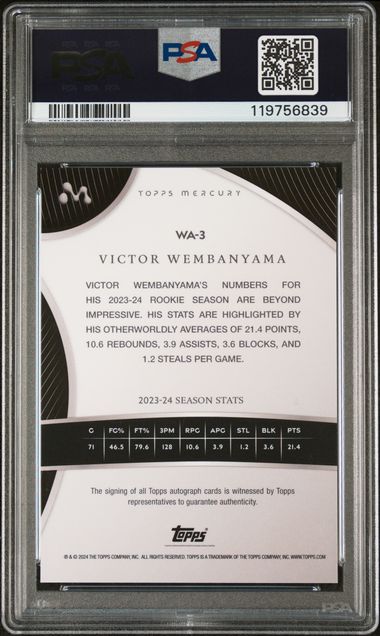 PSA
PSA
119756839
TOPPS MERCURY
WA-3
VICTOR WEMBANYAMA
VICTOR WEMBANYAMA'S NUMBERS FOR
HIS 2023-24 ROOKIE SEASON ARE BEYOND
IMPRESSIVE. HIS STATS ARE HIGHLIGHTED BY
HIS OTHERWORLDLY AVERAGES OF 21.4 POINTS,
10.6 REBOUNDS, 3.9 ASSISTS, 3.6 BLOCKS, AND
1.2 STEALS PER GAME.
2023-24 SEASON STATS
G FG% FT% 3PM RPG APG STL BLK PTS
71 46.5 79.6 128 10.6 3.9 1.2 3.6 21.4
The signing of all Topps autograph cards is witnessed by Topps
representatives to guarantee authenticity.
Topps
® & © 2024 THE TOPPS COMPANY, INC. ALL RIGHTS RESERVED. TOPPS IS A TRADEMARK OF THE TOPPS COMPANY, INC. WWW.TOPPS.COM